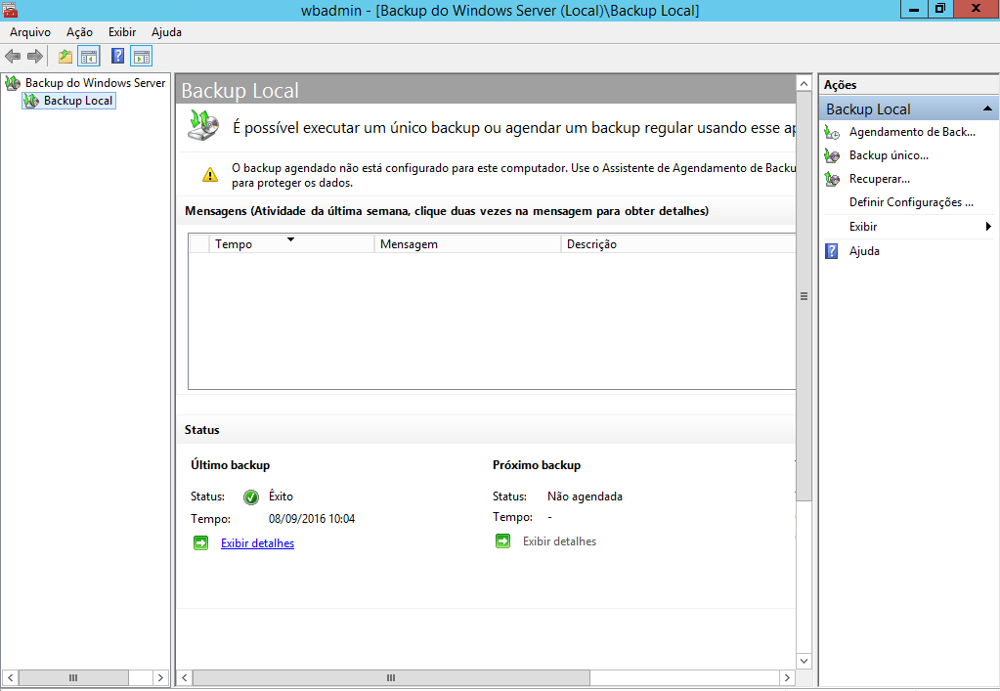 wbadmin - [Backup do Windows Server (Local)\Backup Local]
Arquivo Ação Exibir Ajuda
Backup do Windows Server
Backup Local
Backup Local
É possível executar um único backup ou agendar um backup regular usando esse ap
O backup agendado não está configurado para este computador. Use o Assistente de Agendamento de Backu
para proteger os dados.
Mensagens (Atividade da última semana, clique duas vezes na mensagem para obter detalhes)
Tempo Mensagem Descrição
Status
Último backup
Status: Êxito
Tempo: 08/09/2016 10:04
Exibir detalhes
Próximo backup
Status: Não agendada
Tempo: -
Exibir detalhes
Ações
Backup Local
Agendamento de Back...
Backup único...
Recuperar...
Definir Configurações ...
Exibir
Ajuda